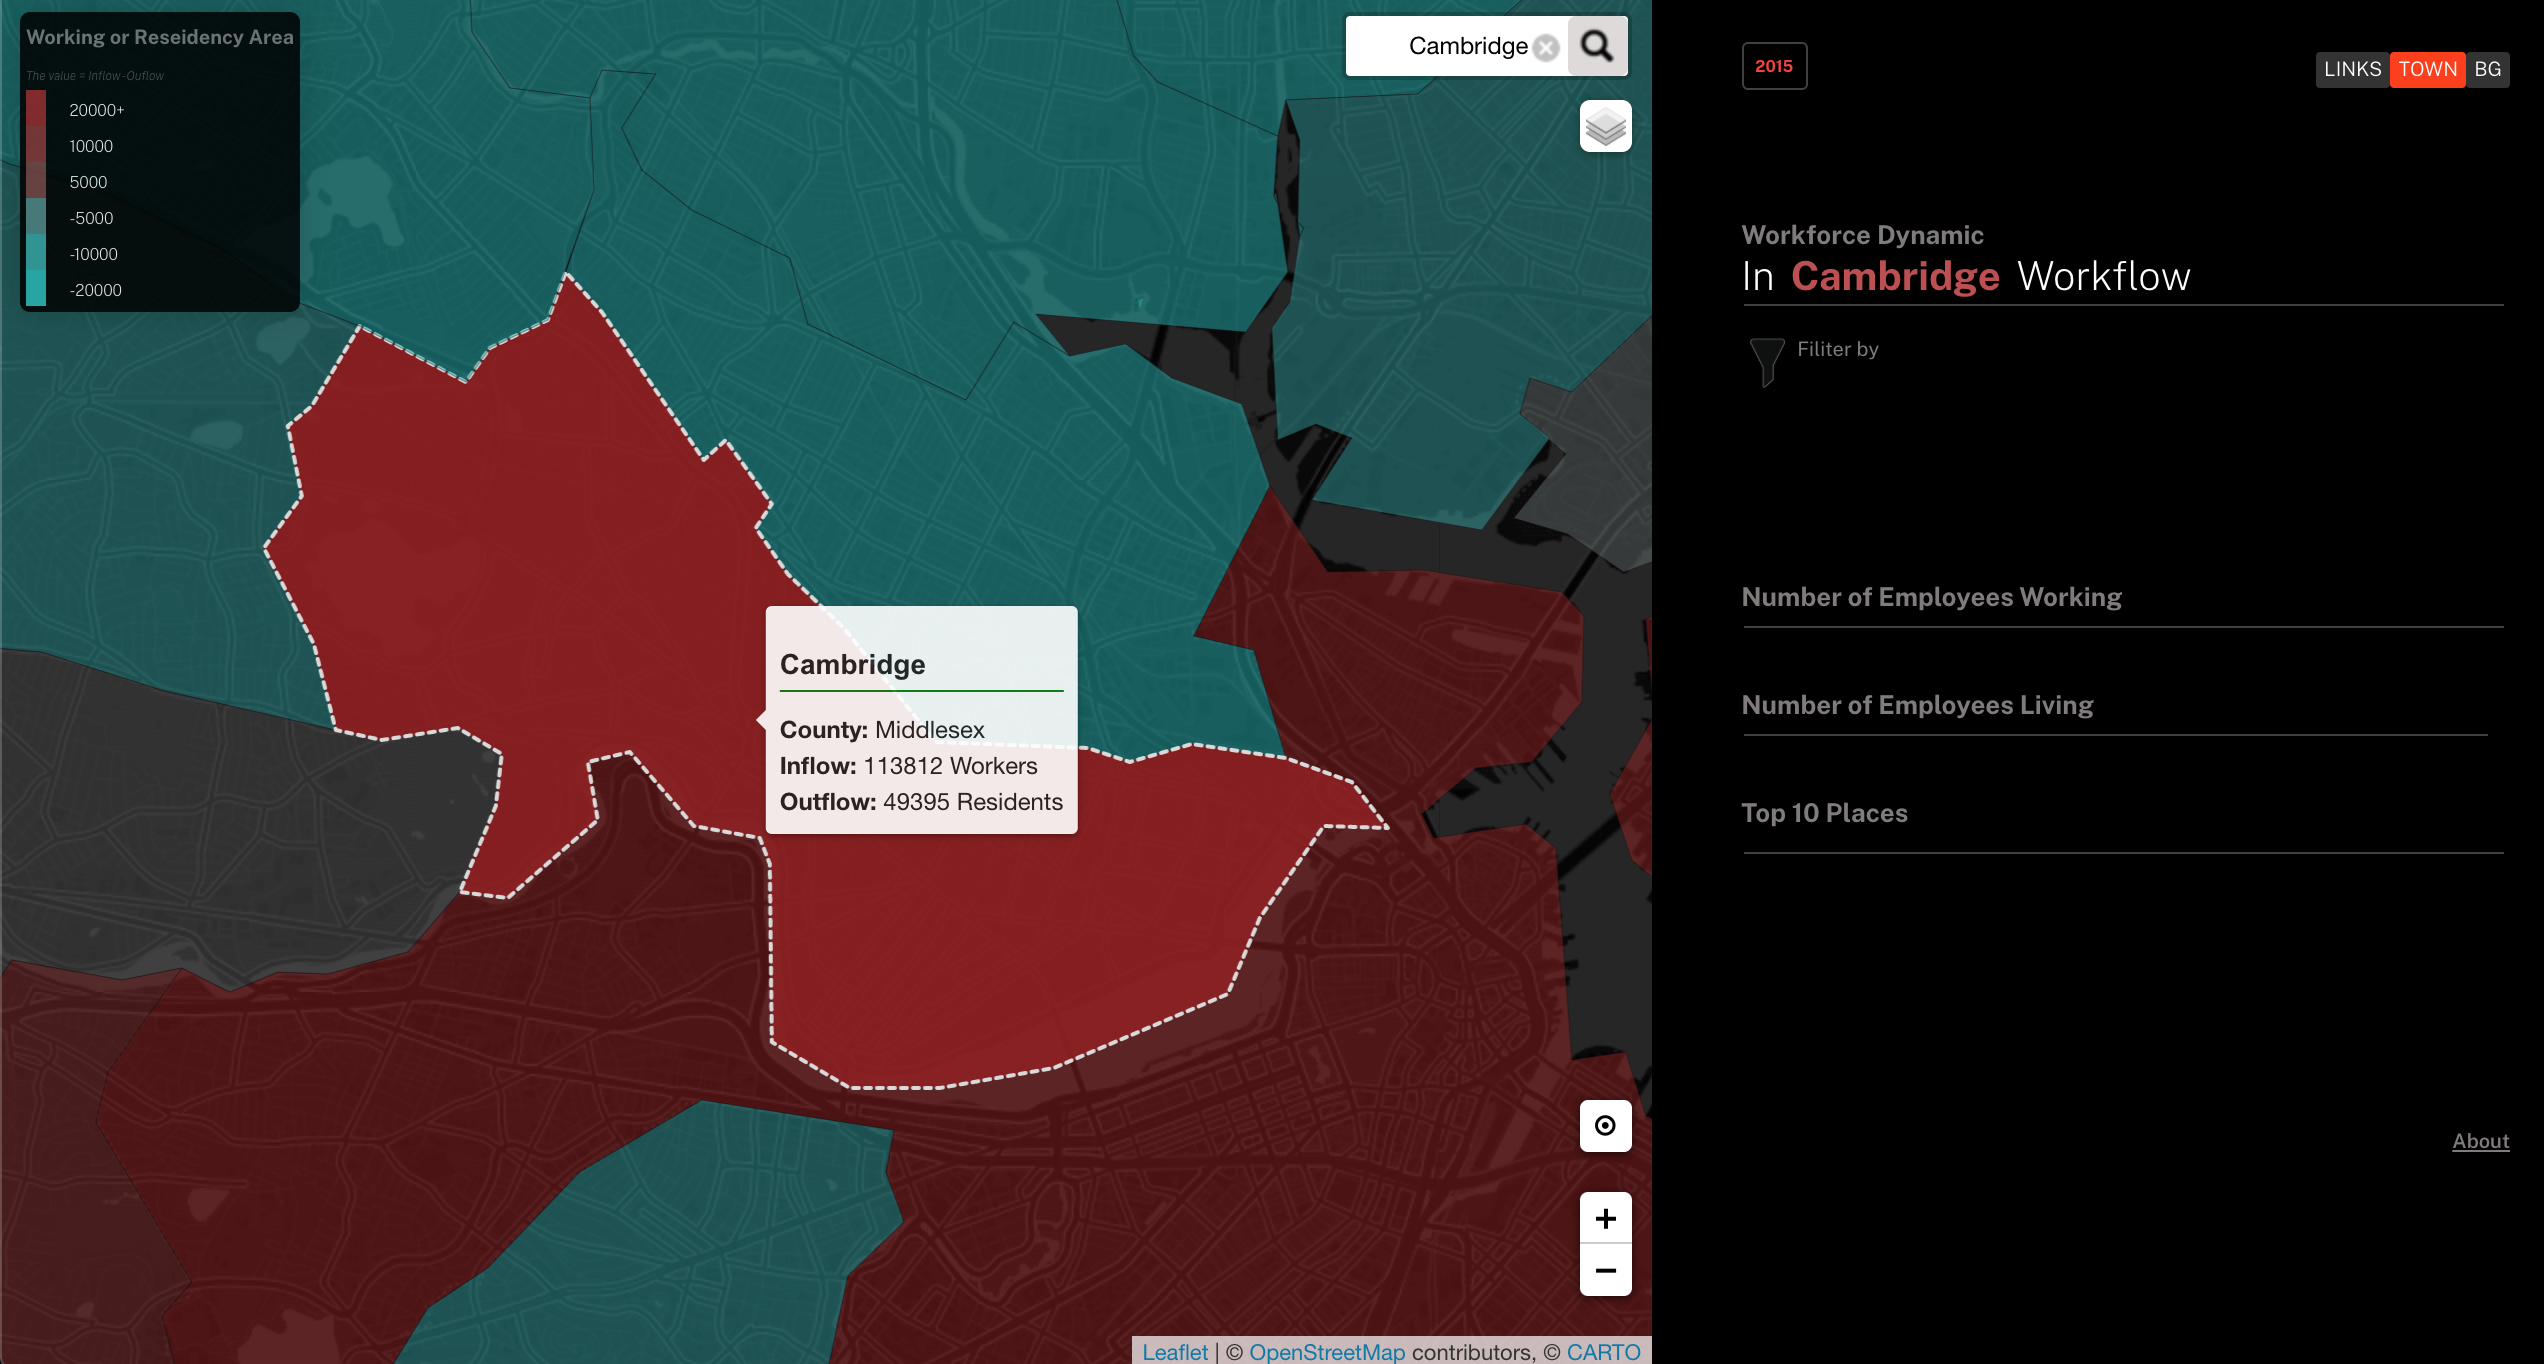 Working or Reseidency Area
The value = Inflow-Ouflow
20000+
10000
5000
-5000
-10000
-20000
Cambridge
Cambridge
County: Middlesex
Inflow: 113812 Workers
Outflow: 49395 Residents
+
−
Leaflet | © OpenStreetMap contributors, © CARTO
2015
LINKS TOWN BG
Workforce Dynamic
In Cambridge Workflow
Filiter by
Number of Employees Working
Number of Employees Living
Top 10 Places
About